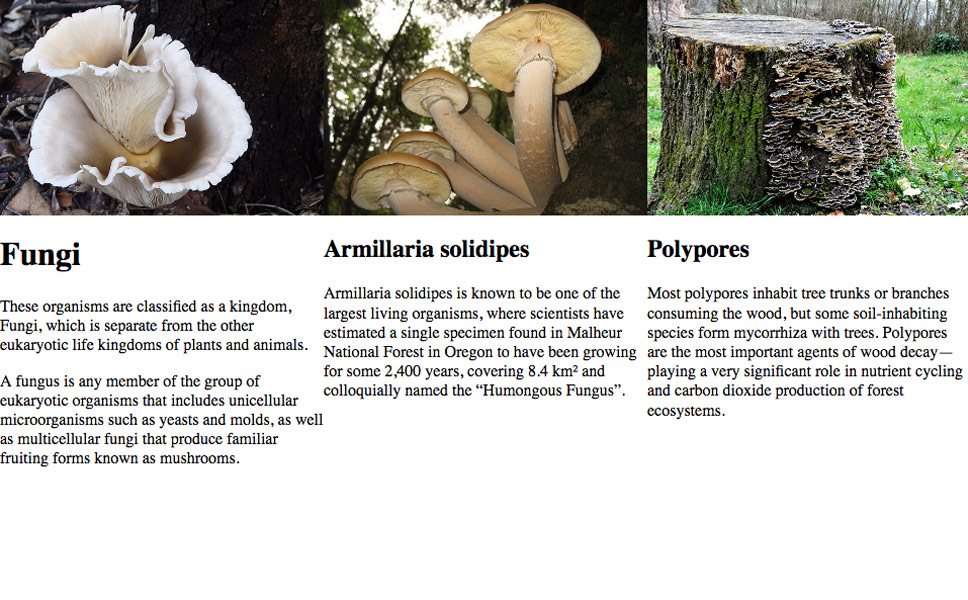 Fungi
These organisms are classified as a kingdom,
Fungi, which is separate from the other
eukaryotic life kingdoms of plants and animals.
A fungus is any member of the group of
eukaryotic organisms that includes unicellular
microorganisms such as yeasts and molds, as well
as multicellular fungi that produce familiar
fruiting forms known as mushrooms.
Armillaria solidipes
Armillaria solidipes is known to be one of the
largest living organisms, where scientists have
estimated a single specimen found in Malheur
National Forest in Oregon to have been growing
for some 2,400 years, covering 8.4 km² and
colloquially named the “Humongous Fungus”.
Polypores
Most polypores inhabit tree trunks or branches
consuming the wood, but some soil-inhabiting
species form mycorrhiza with trees. Polypores
are the most important agents of wood decay—
playing a very significant role in nutrient cycling
and carbon dioxide production of forest
ecosystems.